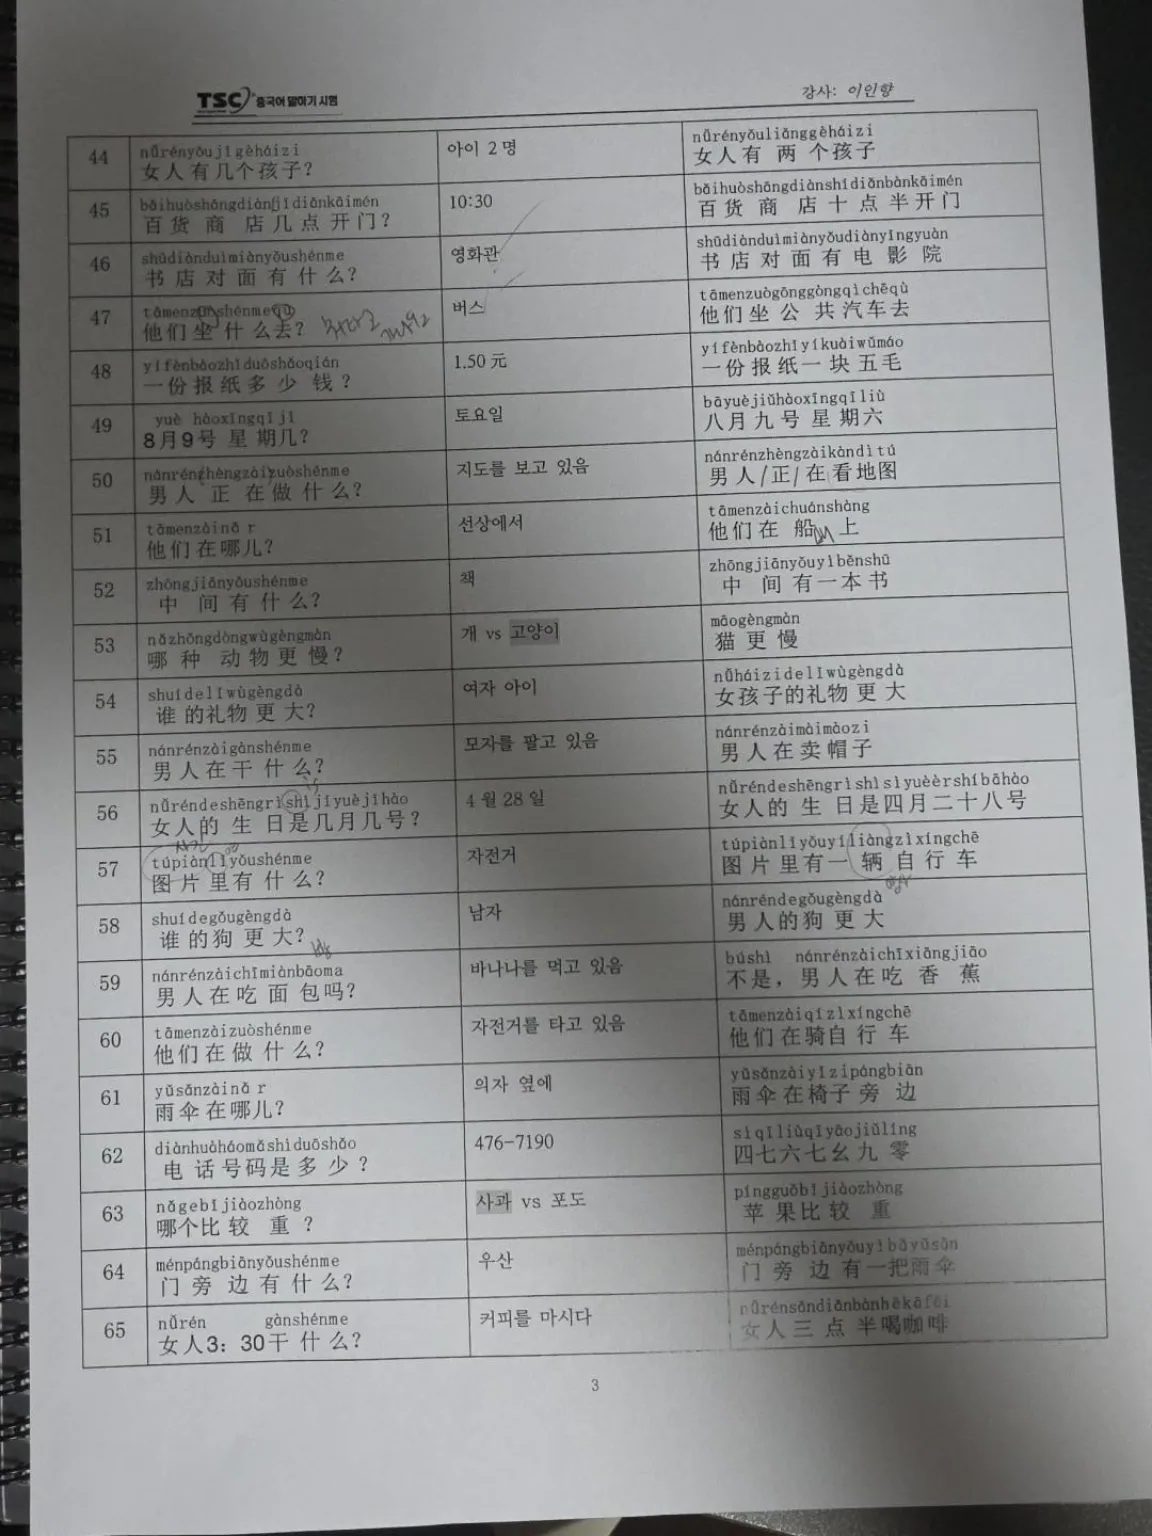 TSC 중국어 말하기 시험
강사: 이인향
44
nǚrényǒujǐgèháizi
女人有几个孩子?
아이 2명
nǚrényǒuliǎnggèháizi
女人有 两 个孩子
45
bǎihuòshāngdiànjǐdiǎnkāimén
百货 商 店几点开门?
10:30
bǎihuòshāngdiànshídiǎnbànkāimén
百货 商 店十点半开门
46
shūdiànduìmiànyǒushénme
书店对面有什么?
영화관
shūdiànduìmiànyǒudiànyǐngyuàn
书店对面有电影院
47
tāmenzuòshénmeqù
他们坐什么去?
버스
tāmenzuògōnggòngqìchēqù
他们坐公 共汽车去
48
yífènbàozhǐduōshǎoqián
一份报纸多少钱?
1.50 元
yífènbàozhǐyíkuàiwǔmáo
一份报纸一块五毛
49
yuè hàoxīngqījǐ
8月9号 星 期几?
토요일
bāyuèjiǔhàoxīngqīliù
八月九号 星 期六
50
nánrénzhèngzàizuòshénme
男人 正 在做 什么?
지도를 보고 있음
nánrénzhèngzàikàndìtú
男人/正/在看地图
51
tāmenzàinǎ r
他们在哪儿?
선상에서
tāmenzàichuánshàng
他们在 船 上
52
zhōngjiānyǒushénme
中 间有什么?
책
zhōngjiānyǒuyìběnshū
中 间有一本书
53
nǎzhǒngdòngwùgèngmàn
哪 种 动物更 慢?
개 vs 고양이
māogèngmàn
猫更慢
54
shuídelǐwùgèngdà
谁的礼物更大?
여자 아이
nǚháizidelǐwùgèngdà
女孩子的礼物更大
55
nánrénzàigànshénme
男人在干什么?
모자를 팔고 있음
nánrénzàimàimàozi
男人在卖帽子
56
nǚréndeshēngrìshìjǐyuèjǐhào
女人的 生 日是几月几号?
4월 28일
nǚréndeshēngrìshìsìyuèèrshíbāhào
女人的 生 日是四月二十八号
57
túpiànlǐyǒushénme
图片里有什么?
자전거
túpiànlǐyǒuyíliàngzìxíngchē
图片里有一 辆 自行车
58
shuídegǒugèngdà
谁的狗更大?
남자
nánréndegǒugèngdà
男人的狗更大
59
nánrénzàichīmiànbāoma
男人在吃面包吗?
바나나를 먹고 있음
búshì nánrénzàichīxiāngjiāo
不是, 男人在吃 香 蕉
60
tāmenzàizuòshénme
他们在做什么?
자전거를 타고 있음
tāmenzàiqízìxíngchē
他们在骑自行车
61
yǔsǎnzàinǎ r
雨伞在哪儿?
의자 옆에
yǔsǎnzàiyǐzipángbiān
雨伞在椅子旁边
62
diànhuàhàomǎshìduōshǎo
电话号码是多少?
476-7190
sìqīliùqīyāojiǔlíng
四七六七幺九零
63
nǎgebǐjiàozhòng
哪个比较重?
사과 vs 포도
píngguǒbǐjiàozhòng
苹果比较 重
64
ménpángbiānyǒushénme
门旁边有什么?
우산
ménpángbiānyǒuyìbǎyǔsǎn
门旁边有一把雨伞
65
nǚrén gànshénme
女人3: 30干什么?
커피를 마시다
nǚrénsāndiǎnbànhēkāfēi
女人三点半喝咖啡
3